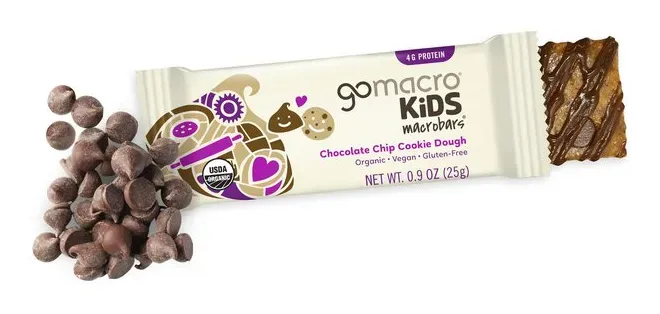 4G PROTEIN
gomacro®
KiDS
macrobars®
Chocolate Chip Cookie Dough
Organic • Vegan • Gluten-Free
USDA
ORGANIC
NET WT. 0.9 OZ (25g)